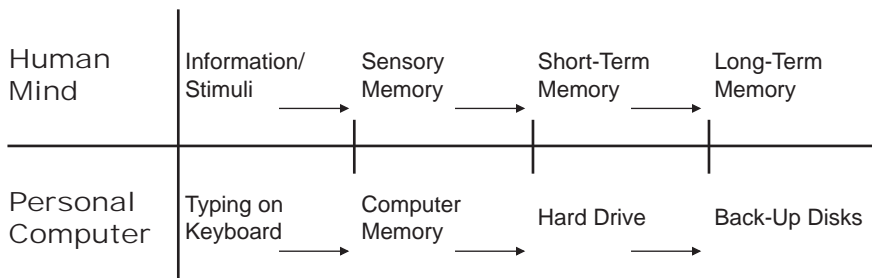 Human
Mind
Information/
Stimuli
Sensory
Memory
Short-Term
Memory
Long-Term
Memory
Personal
Computer
Typing on
Keyboard
Computer
Memory
Hard Drive
Back-Up Disks